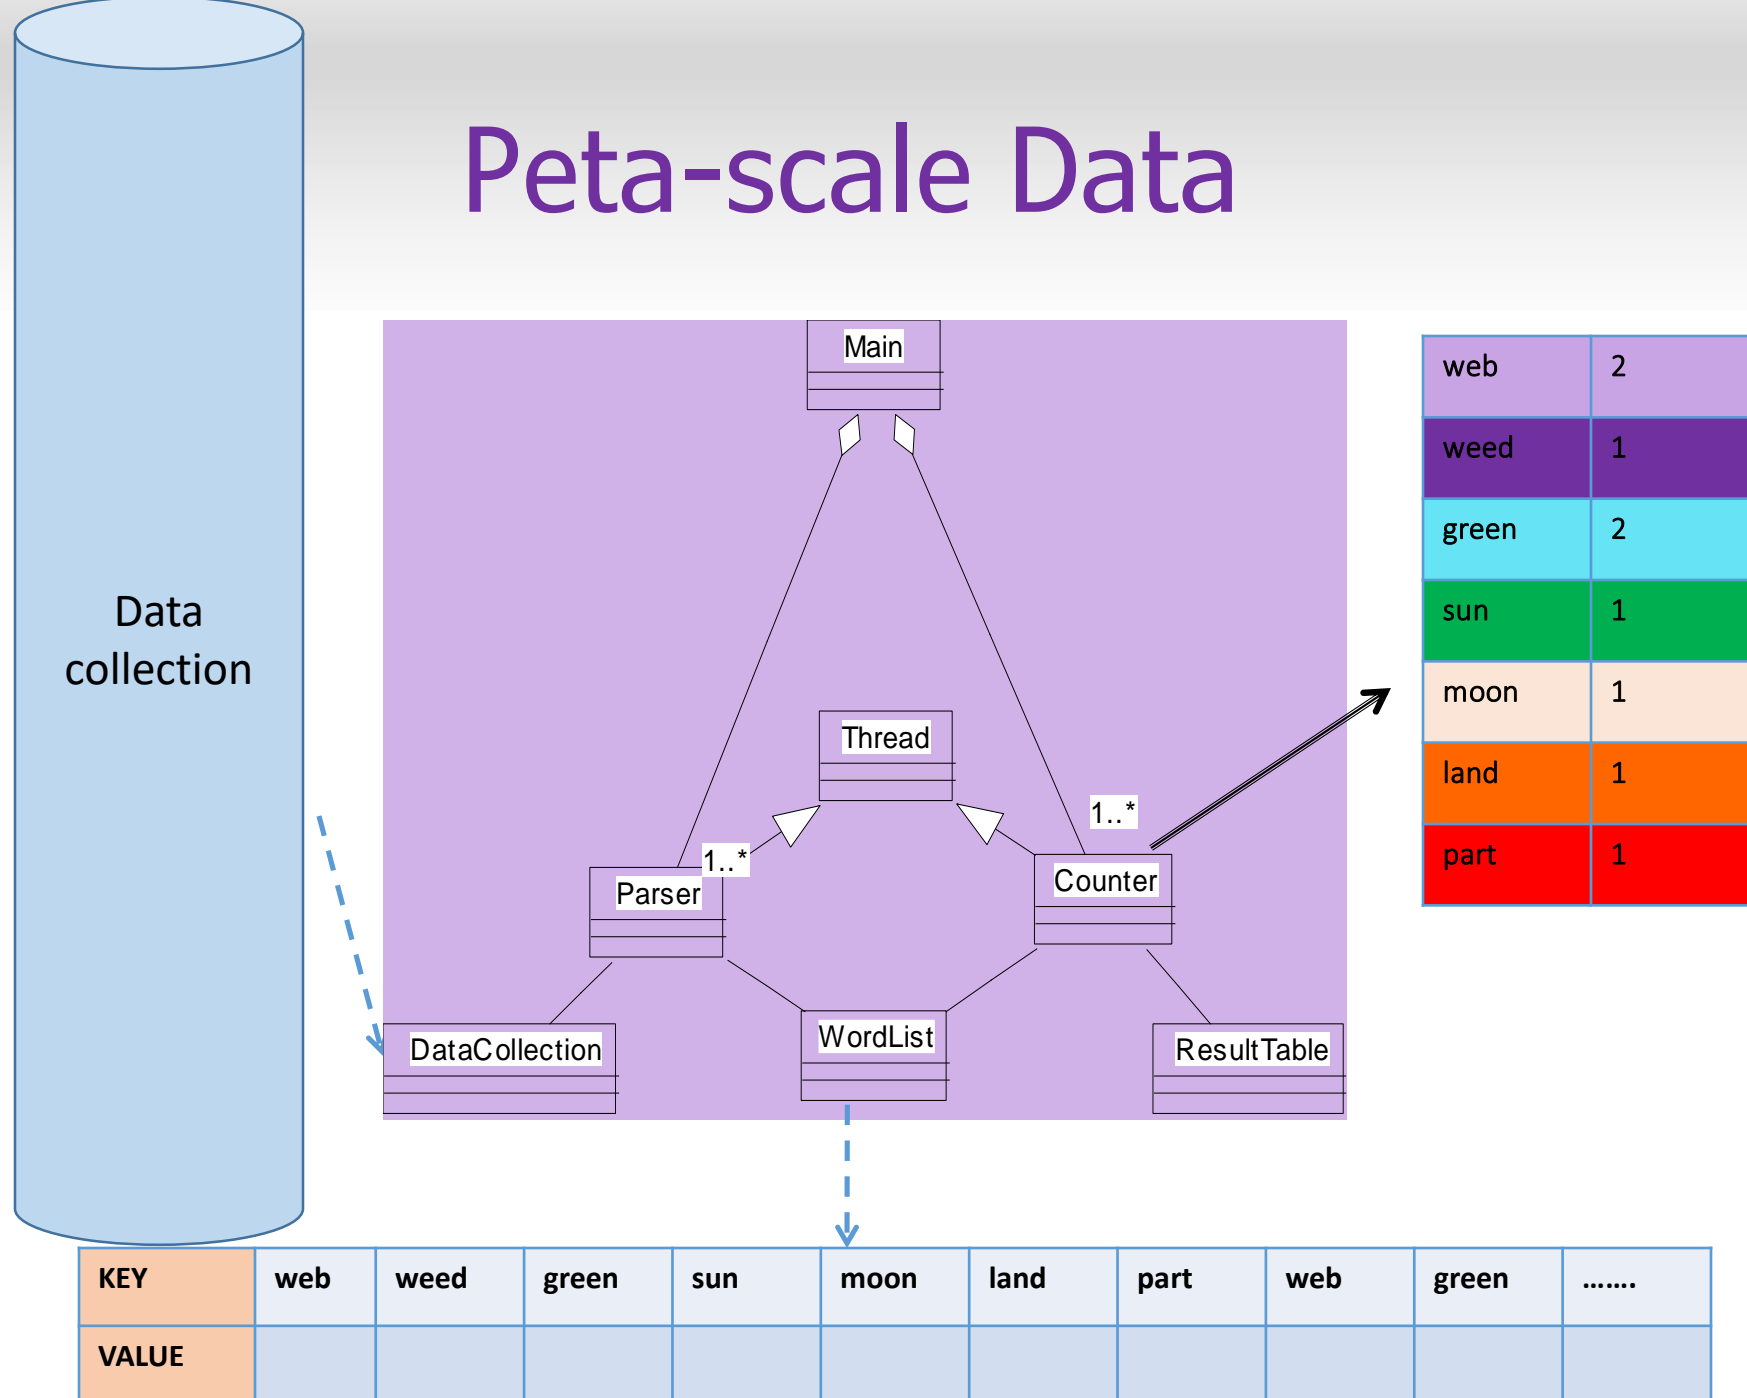 Peta-scale Data
Data
collection
Main
Thread
1..*
1..*
Parser
Counter
DataCollection
WordList
ResultTable
web 2
weed 1
green 2
sun 1
moon 1
land 1
part 1
KEY web weed green sun moon land part web green …….
VALUE